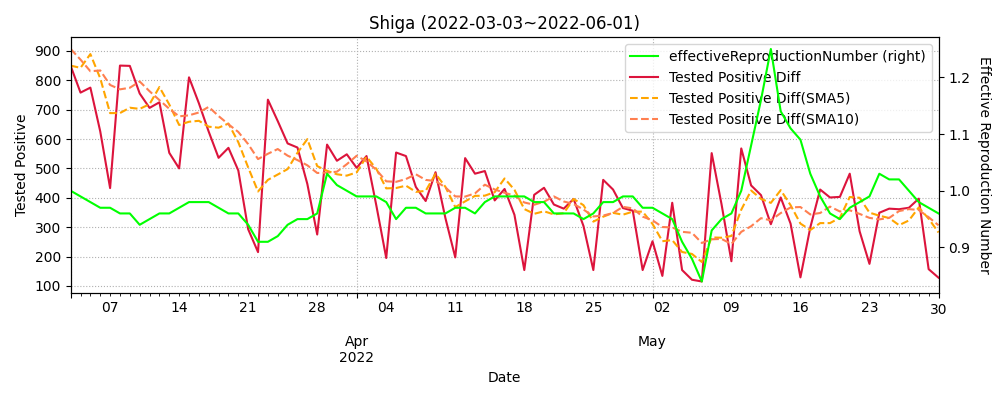 Shiga (2022-03-03~2022-06-01)
effectiveReproductionNumber (right)
Tested Positive Diff
Tested Positive Diff(SMA5)
Tested Positive Diff(SMA10)
Tested Positive
900
800
700
600
500
400
300
200
100
1.2
1.1
1.0
0.9
Effective Reproduction Number
07 14 21 28 04 11 18 25 02 09 16 23 30
Apr May
2022
Date